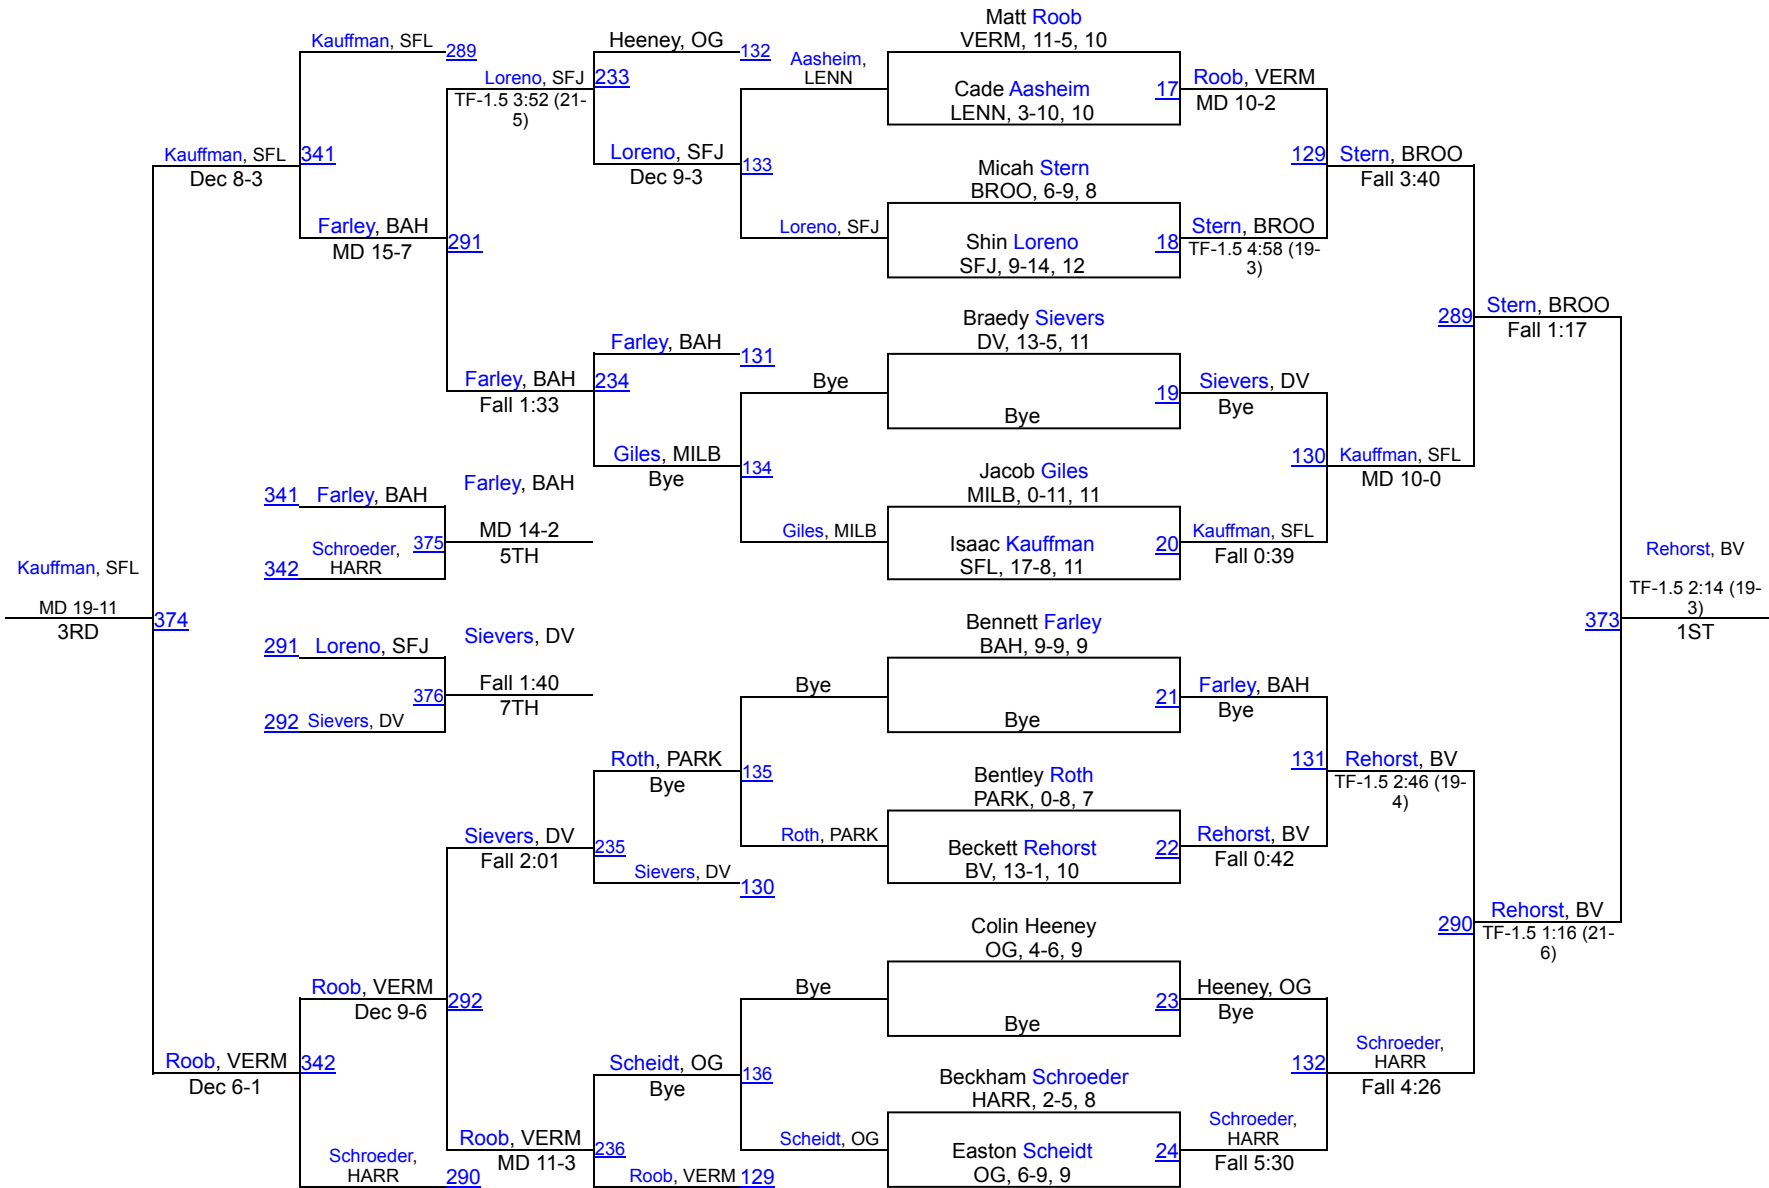 Kauffman, SFL
MD 19-11
3RD
374
Kauffman, SFL
Dec 8-3
Roob, VERM
Dec 6-1
Kauffman, SFL
289
341
Farley, BAH
MD 15-7
341
Farley, BAH
Schroeder,
HARR
342
375
Farley, BAH
MD 14-2
5TH
291
Loreno, SFJ
292
Sievers, DV
376
Sievers, DV
Fall 1:40
7TH
Roob, VERM
Dec 9-6
342
Schroeder,
HARR
290
Loreno, SFJ
TF-1.5 3:52 (21-
5)
291
Farley, BAH
Fall 1:33
Sievers, DV
Fall 2:01
292
Roob, VERM
MD 11-3
Heeney, OG
132
233
Loreno, SFJ
Dec 9-3
Farley, BAH
131
234
Giles, MILB
Bye
Roth, PARK
Bye
235
Sievers, DV
130
Scheidt, OG
Bye
236
Roob, VERM
129
Aasheim,
LENN
133
Loreno, SFJ
Bye
134
Giles, MILB
Bye
135
Roth, PARK
Bye
136
Scheidt, OG
Matt Roob
VERM, 11-5, 10
Cade Aasheim
LENN, 3-10, 10
17
Micah Stern
BROO, 6-9, 8
Shin Loreno
SFJ, 9-14, 12
18
Braedy Sievers
DV, 13-5, 11
Bye
19
Jacob Giles
MILB, 0-11, 11
Isaac Kauffman
SFL, 17-8, 11
20
Bennett Farley
BAH, 9-9, 9
Bye
21
Bentley Roth
PARK, 0-8, 7
Beckett Rehorst
BV, 13-1, 10
22
Colin Heeney
OG, 4-6, 9
Bye
23
Beckham Schroeder
HARR, 2-5, 8
Easton Scheidt
OG, 6-9, 9
24
Roob, VERM
MD 10-2
129
Stern, BROO
TF-1.5 4:58 (19-
3)
Sievers, DV
Bye
130
Kauffman, SFL
Fall 0:39
Farley, BAH
Bye
131
Rehorst, BV
Fall 0:42
Heeney, OG
Bye
132
Schroeder,
HARR
Fall 5:30
Stern, BROO
Fall 3:40
289
Kauffman, SFL
MD 10-0
Rehorst, BV
TF-1.5 2:46 (19-
4)
290
Schroeder,
HARR
Fall 4:26
Stern, BROO
Fall 1:17
373
Rehorst, BV
TF-1.5 1:16 (21-
6)
Rehorst, BV
TF-1.5 2:14 (19-
3)
1ST